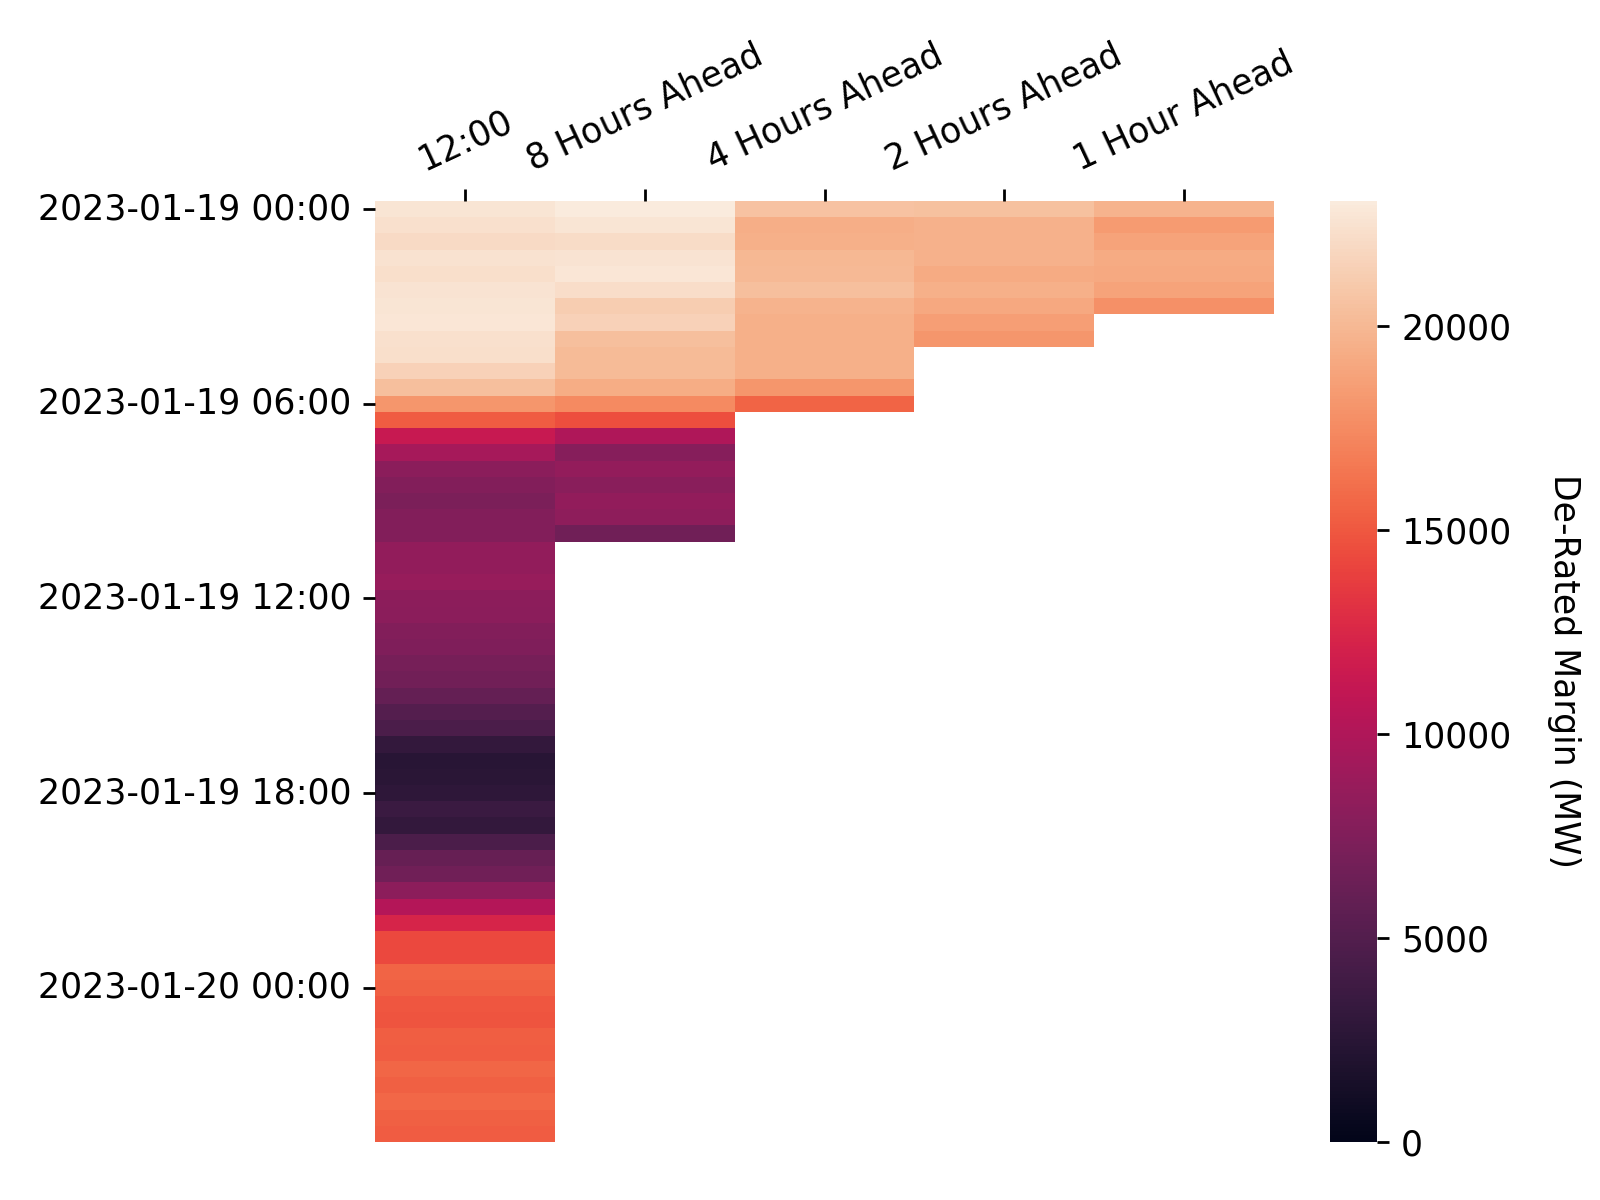 12:00
8 Hours Ahead
4 Hours Ahead
2 Hours Ahead
1 Hour Ahead
2023-01-19 00:00
2023-01-19 06:00
2023-01-19 12:00
2023-01-19 18:00
2023-01-20 00:00
20000
15000
10000
5000
0
De-Rated Margin (MW)